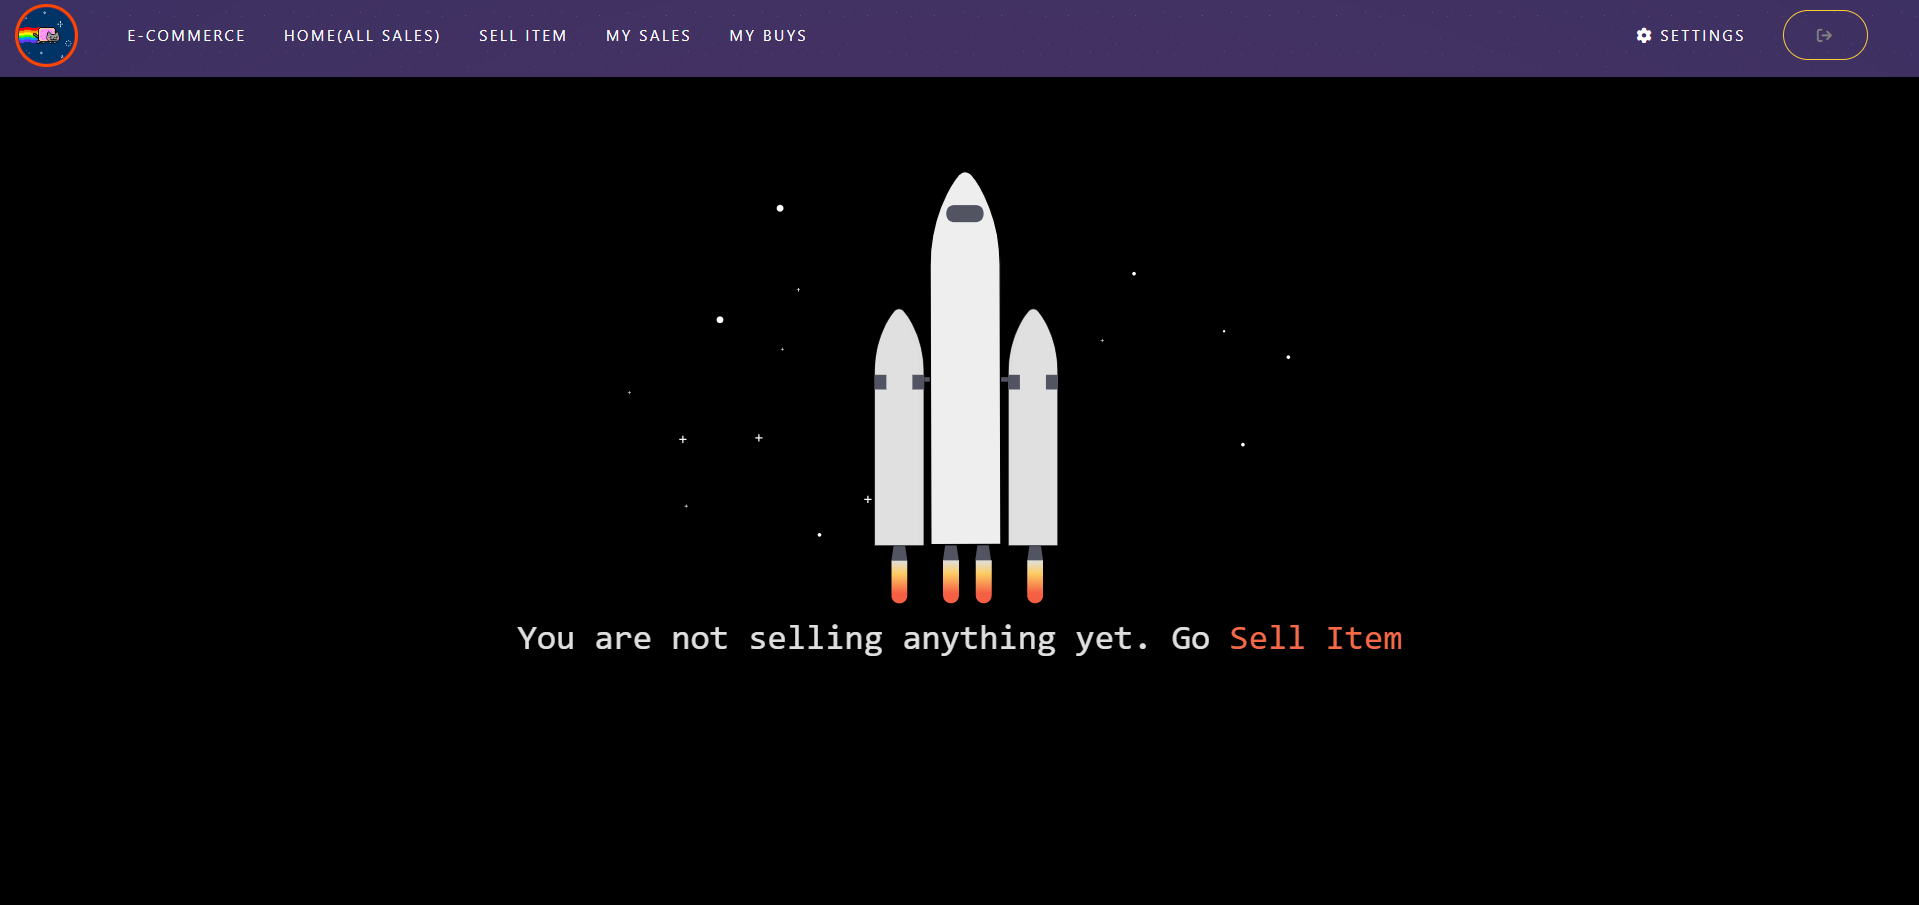 E-COMMERCE HOME(ALL SALES) SELL ITEM MY SALES MY BUYS SETTINGS
You are not selling anything yet. Go Sell Item